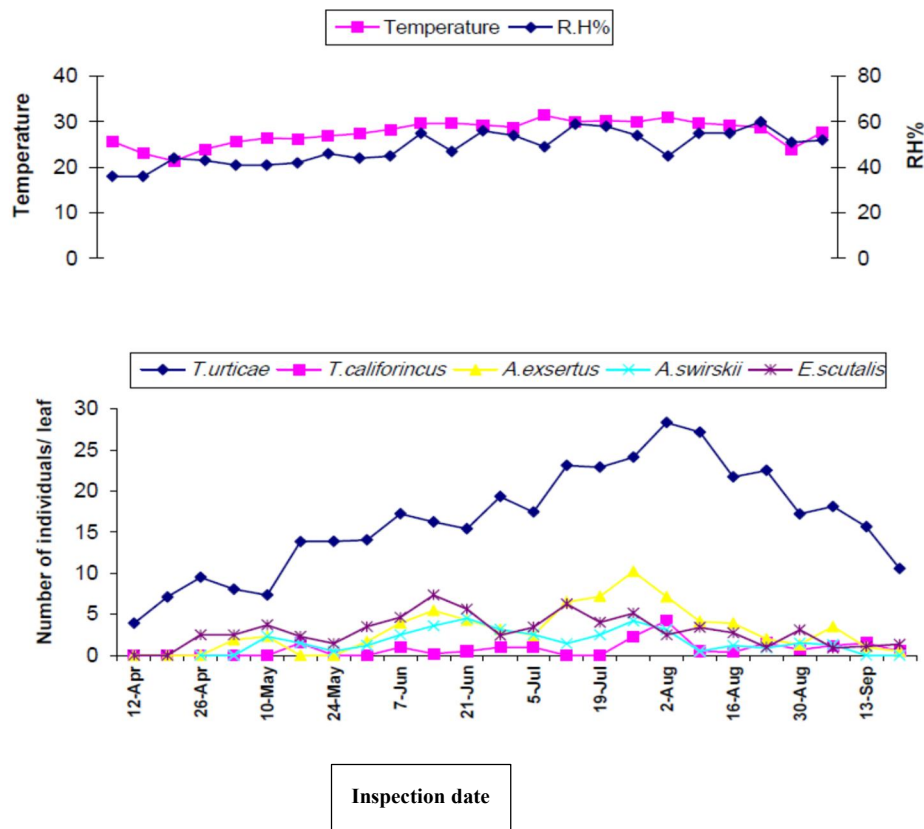 Temperature R.H%
40
30
20
10
0
Temperature
80
60
40
20
0
RH%
T.urticae T.califorincus A.exsertus A.swirskii E.scutalis
30
25
20
15
10
5
0
Number of individuals/ leaf
12-Apr
26-Apr
10-May
24-May
7-Jun
21-Jun
5-Jul
19-Jul
2-Aug
16-Aug
30-Aug
13-Sep
Inspection date